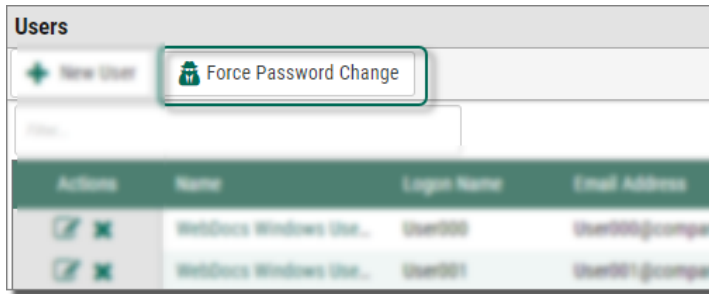 Users
New User Force Password Change
Filter...
Actions Name Logon Name Email Address
WebDocs Windows Use... User000 User000@compa
WebDocs Windows Use... User001 User001@compa